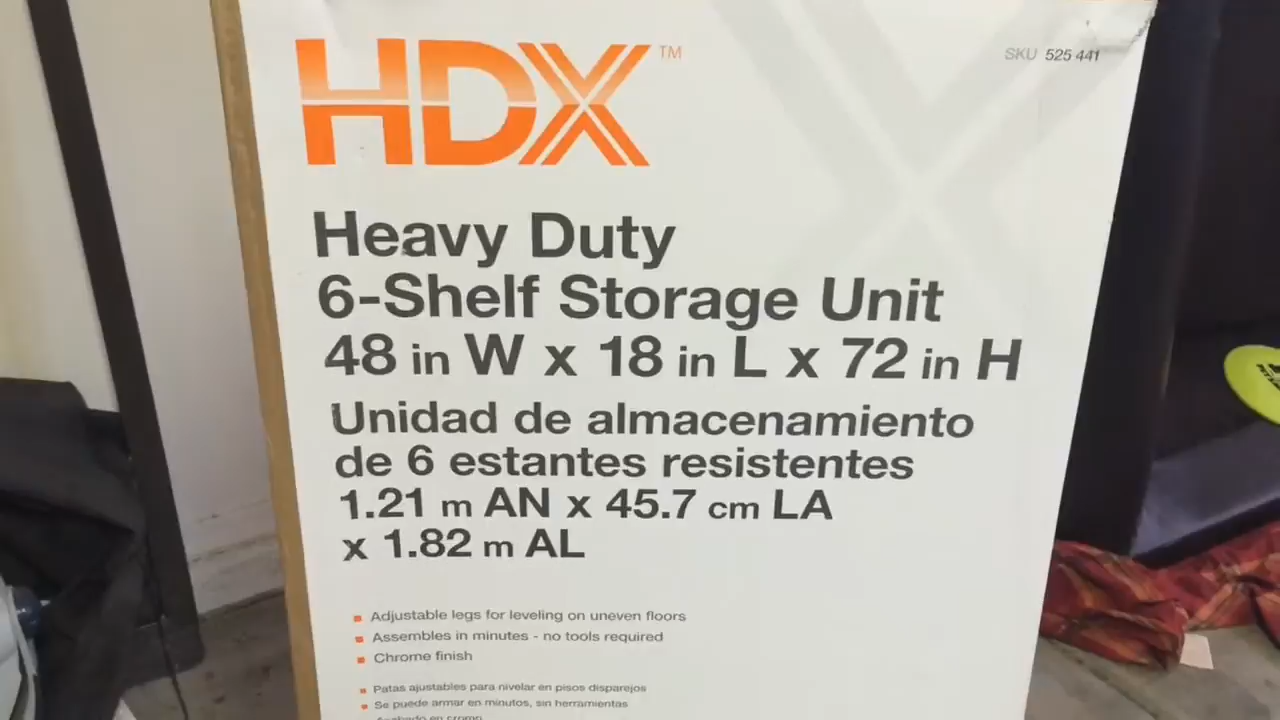 HDX™
SKU 525 441
Heavy Duty
6-Shelf Storage Unit
48 in W x 18 in L x 72 in H
Unidad de almacenamiento
de 6 estantes resistentes
1.21 m AN x 45.7 cm LA
x 1.82 m AL
Adjustable legs for leveling on uneven floors
Assembles in minutes - no tools required
Chrome finish
Patas ajustables para nivelar en pisos disparejos
Se puede armar en minutos, sin herramientas
Acabado en cromo